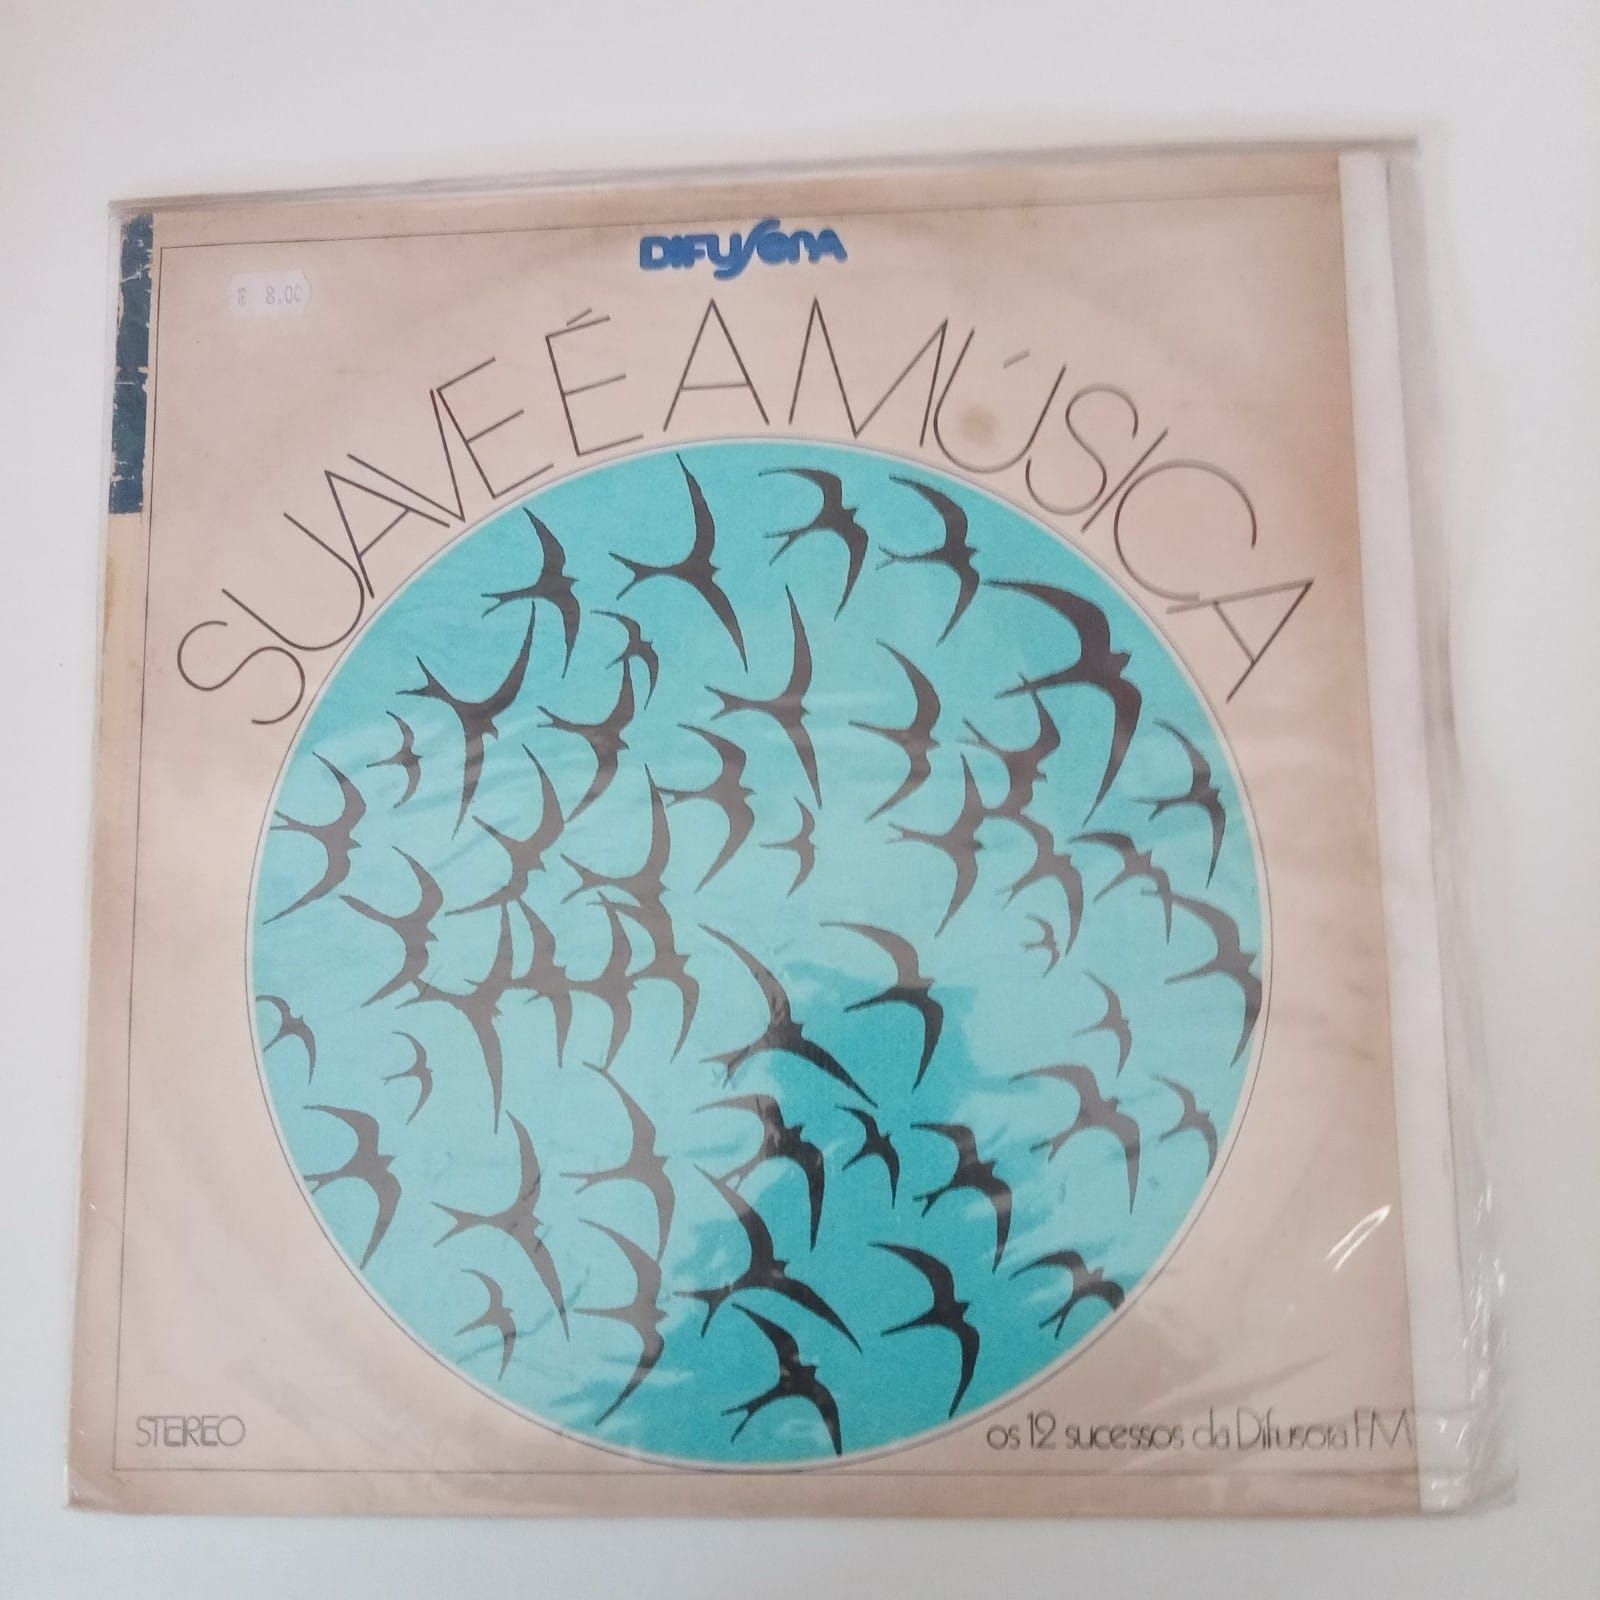 DIFUSORA
8,00
SUAVE É A MÚSICA
STEREO
os 12 sucessos da Difusora FM